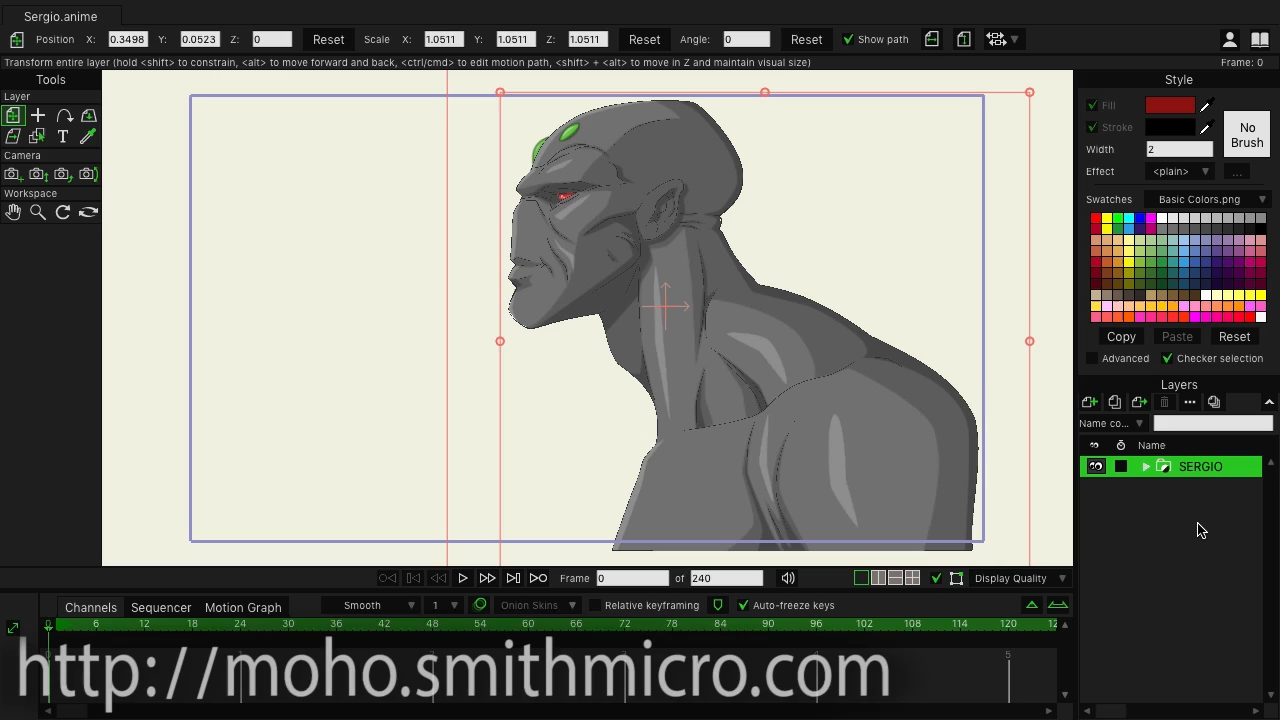 Sergio.anime
Position X: 0.3498 Y: 0.0523 Z: 0 Reset Scale X: 1.0511 Y: 1.0511 Z: 1.0511 Reset Angle: 0 Reset Show path
Transform entire layer (hold <shift> to constrain, <alt> to move forward and back, <ctrl/cmd> to edit motion path, <shift> + <alt> to move in Z and maintain visual size) Frame: 0
Tools
Layer
T
Camera
Workspace
Style
Fill
Stroke
No Brush
Width 2
Effect <plain> ...
Swatches Basic Colors.png
Copy Paste Reset
Advanced Checker selection
Layers
Name co...
Name
SERGIO
Frame 0 of 240 Display Quality
Channels Sequencer Motion Graph Smooth 1 Onion Skins Relative keyframing Auto-freeze keys
0 6 12 18 24 30 36 42 48 54 60 66 72 78 84 90 96 102 108 114 120 12
5
http://moho.smithmicro.com